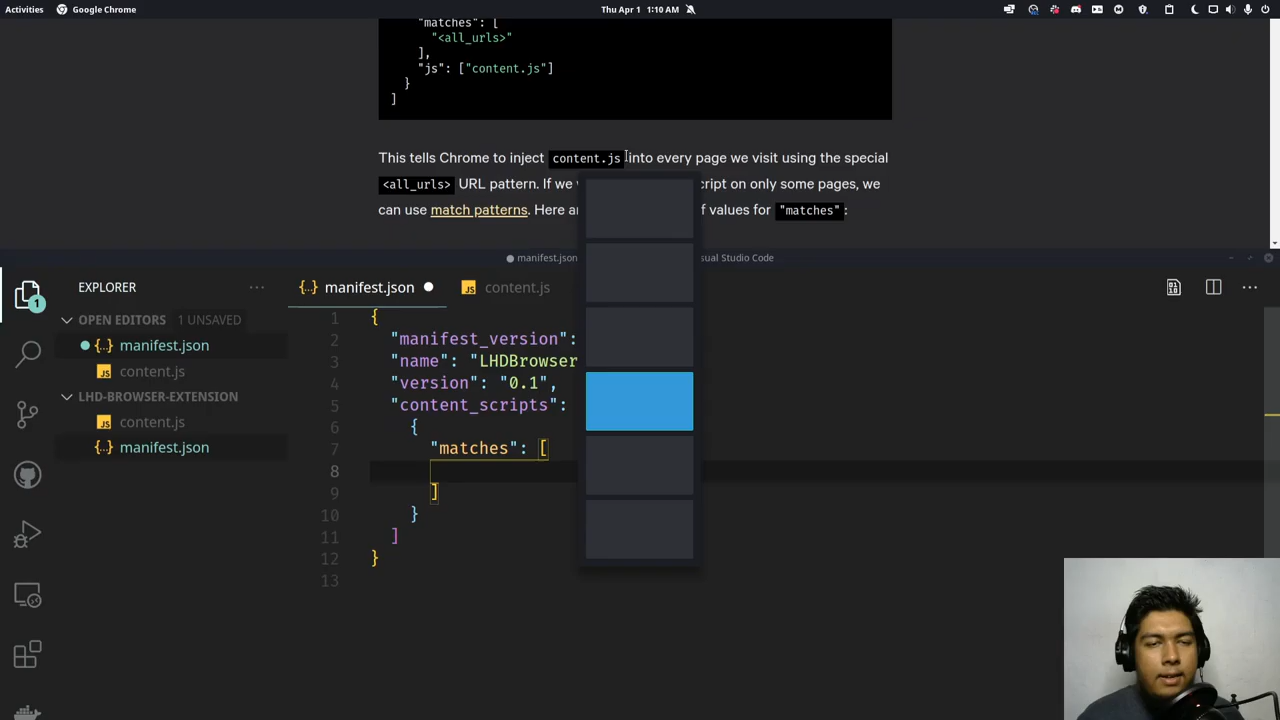 Activities
Google Chrome
Thu Apr 1 1:10 AM
"matches": [
"<all_urls>"
],
"js": ["content.js"]
}
]
This tells Chrome to inject content.js into every page we visit using the special
<all_urls> URL pattern. If we cript on only some pages, we
can use match patterns. Here f values for "matches":
manifest.json sual Studio Code
EXPLORER
OPEN EDITORS
1 UNSAVED
manifest.json
content.js
LHD-BROWSER-EXTENSION
content.js
manifest.json
1
manifest.json
content.js
1 {
2 "manifest_version":
3 "name": "LHDBrowser
4 "version": "0.1",
5 "content_scripts":
6 {
7 "matches": [
8
9 ]
10 }
11 ]
12 }
13